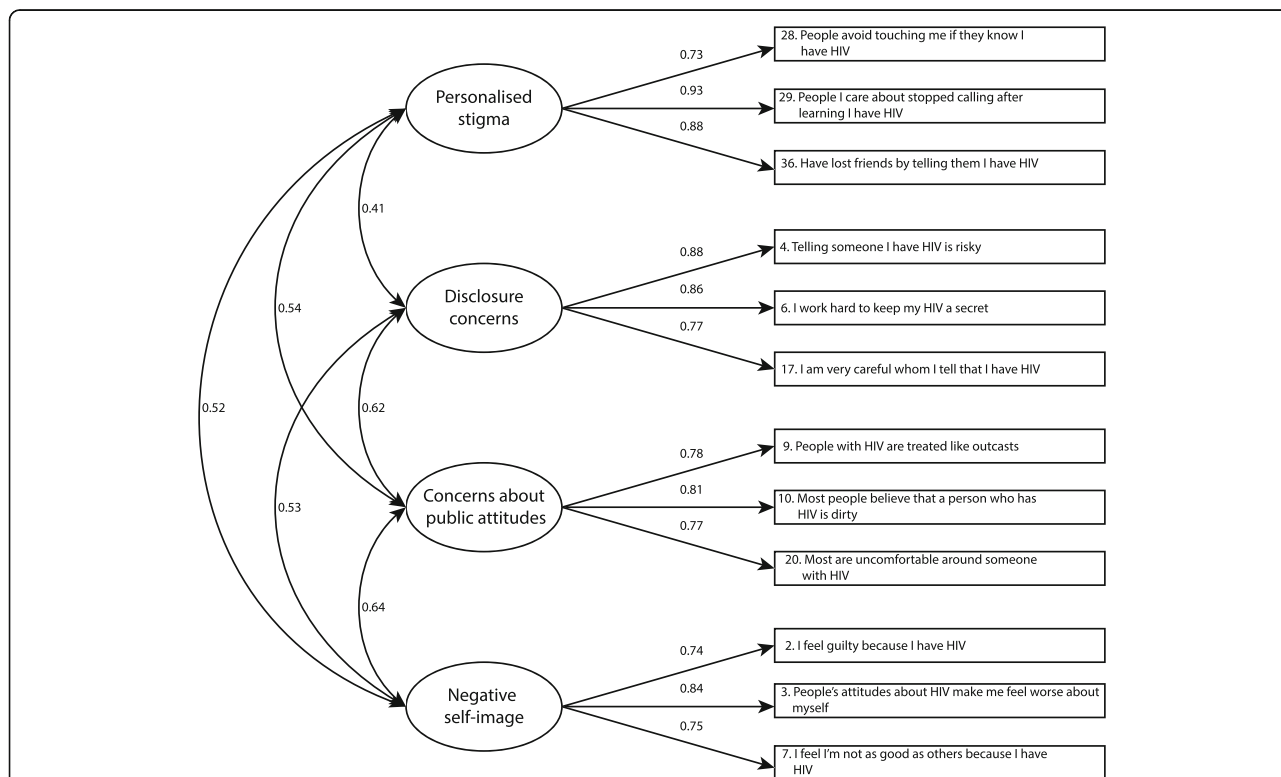 28. People avoid touching me if they know I
have HIV
0.73
Personalised
stigma
0.93
29. People I care about stopped calling after
learning I have HIV
0.88
36. Have lost friends by telling them I have HIV
0.41
0.88
4. Telling someone I have HIV is risky
Disclosure
concerns
0.86
6. I work hard to keep my HIV a secret
0.54
0.77
17. I am very careful whom I tell that I have HIV
0.52
0.62
0.78
9. People with HIV are treated like outcasts
Concerns about
public attitudes
0.81
10. Most people believe that a person who has
HIV is dirty
0.53
0.77
20. Most are uncomfortable around someone
with HIV
0.64
0.74
2. I feel guilty because I have HIV
Negative
self-image
0.84
3. People's attitudes about HIV make me feel worse about
myself
0.75
7. I feel I'm not as good as others because I have
HIV